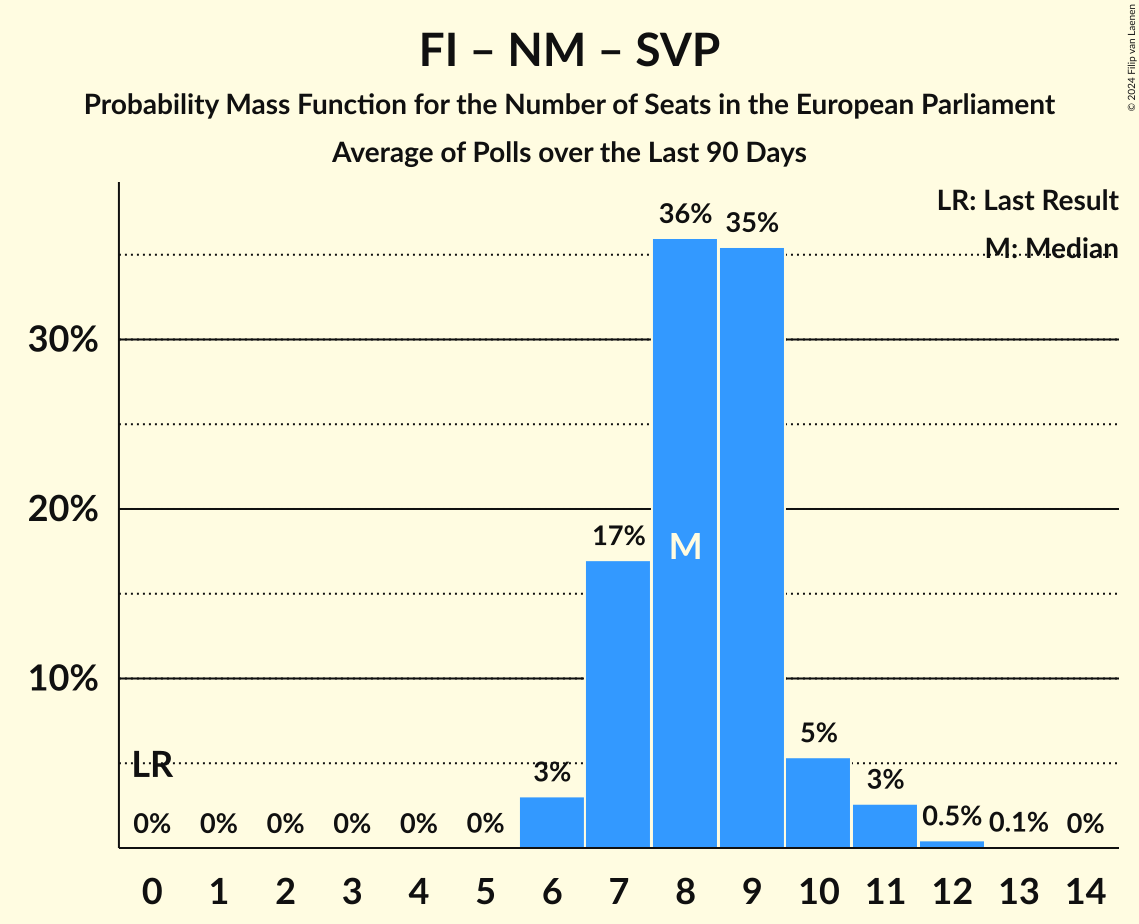 FI – NM – SVP
Probability Mass Function for the Number of Seats in the European Parliament
Average of Polls over the Last 90 Days
© 2024 Filip van Laenen
LR: Last Result
M: Median
36%
35%
30%
20%
17%
M
10%
5%
LR
3%
3%
0%
0%
0%
0%
0%
0%
0.5%
0.1%
0%
0 1 2 3 4 5 6 7 8 9 10 11 12 13 14